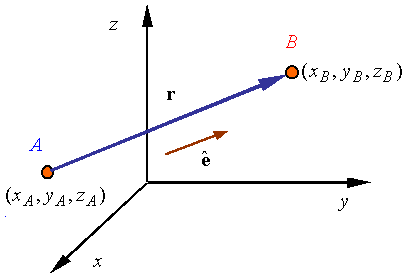 z
B
(x_B, y_B, z_B)
r
A
ê
(x_A, y_A, z_A)
y
x